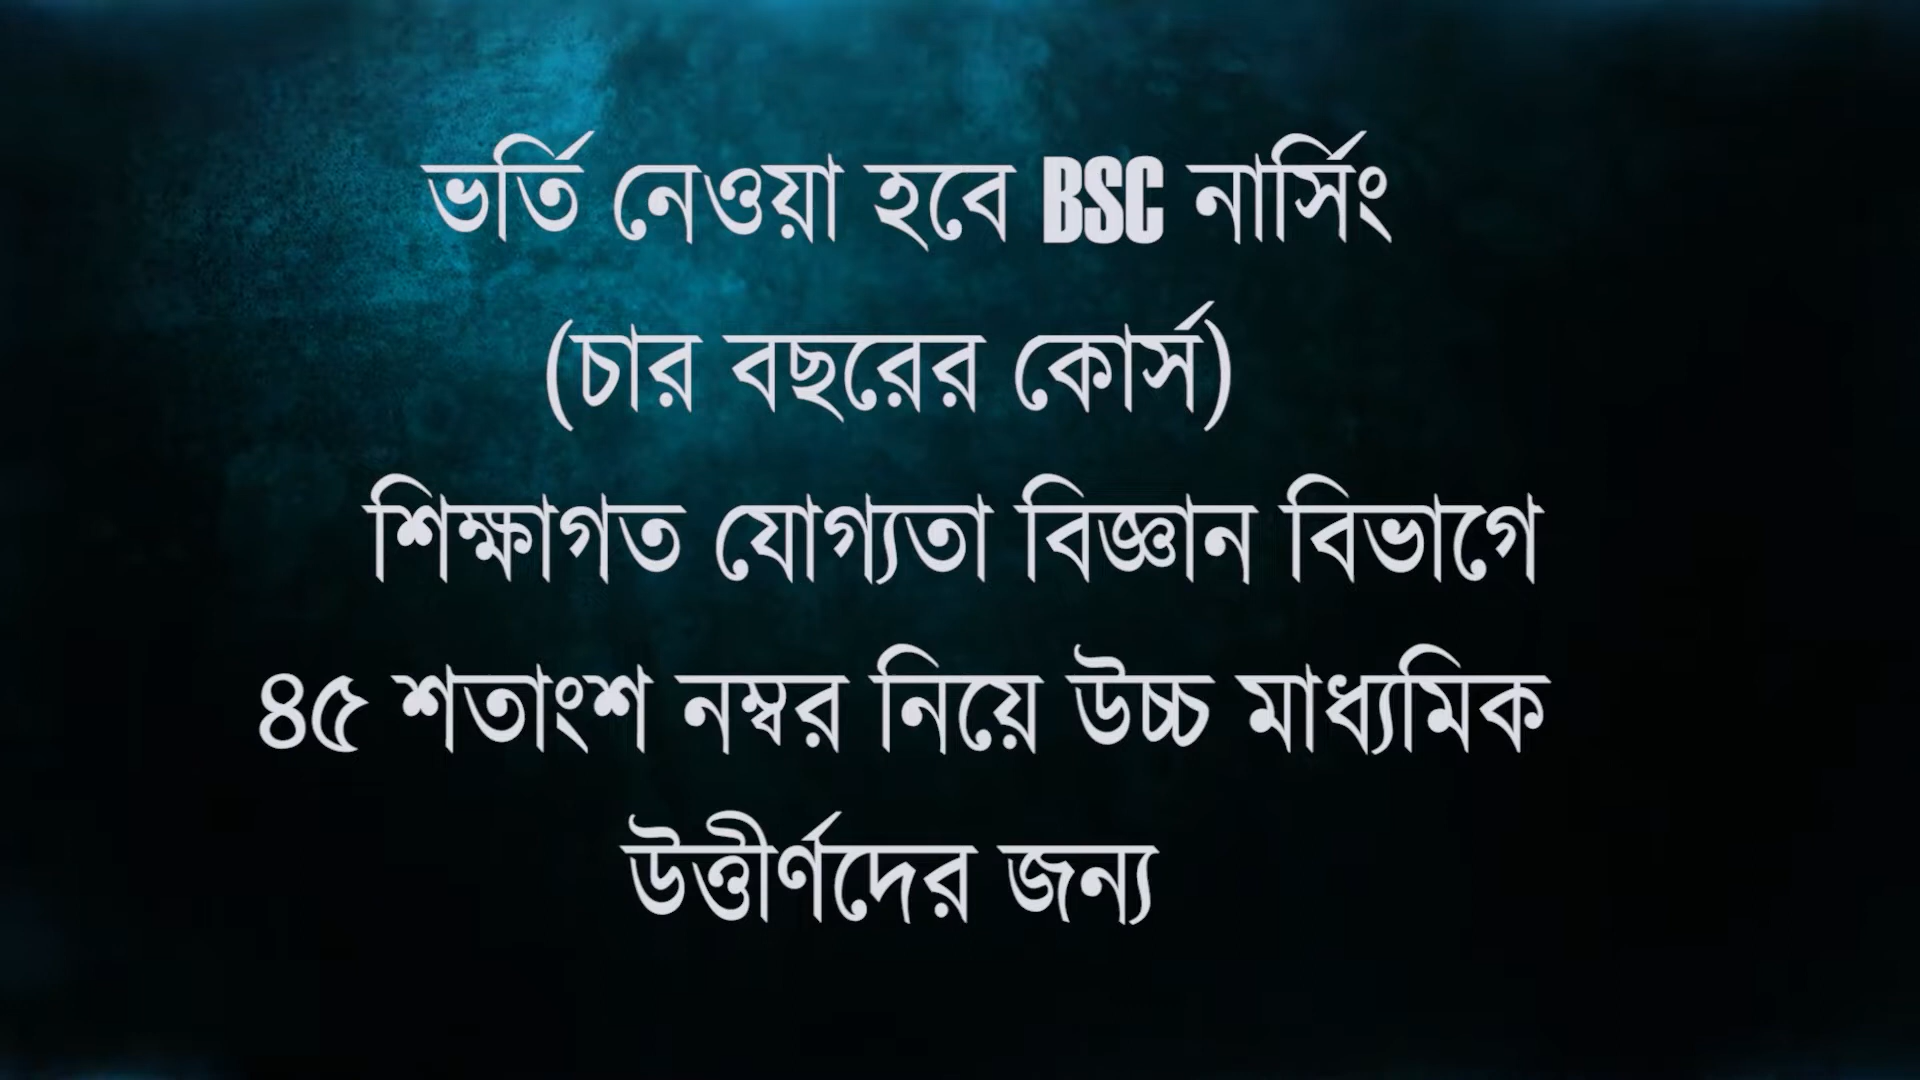 ভর্তি নেওয়া হবে BSC নার্সিং
(চার বছরের কোর্স)
শিক্ষাগত যোগ্যতা বিজ্ঞান বিভাগে
৪৫ শতাংশ নম্বর নিয়ে উচ্চ মাধ্যমিক
উত্তীর্ণদের জন্য